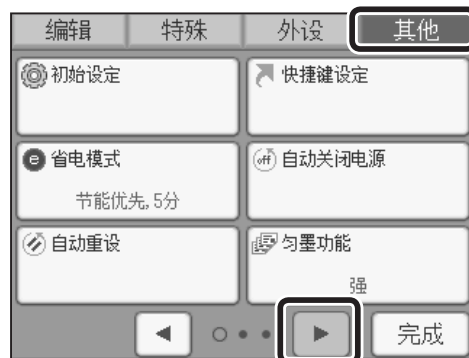 编辑 特殊 外设 其他
初始设定 快捷键设定
省电模式 自动关闭电源
节能优先,5分
自动重设 匀墨功能
强
完成